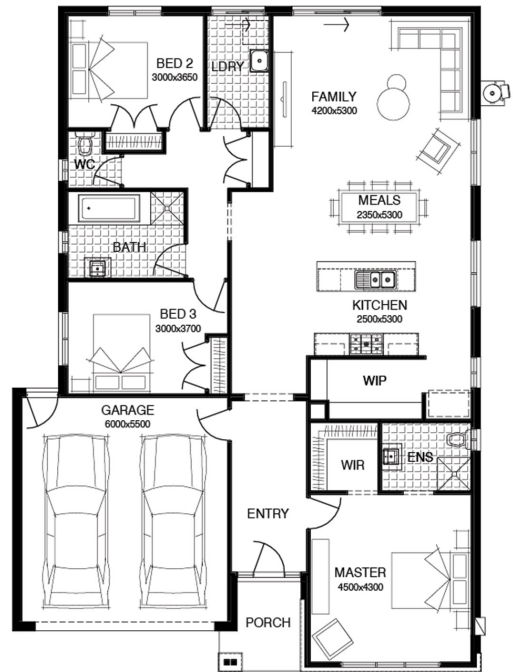 BED 2
3000x3650
LDRY
FAMILY
4200x5300
WC
MEALS
2350x5300
BATH
KITCHEN
2500x5300
BED 3
3000x3700
WIP
GARAGE
6000x5500
WIR
ENS
ENTRY
MASTER
4500x4300
PORCH